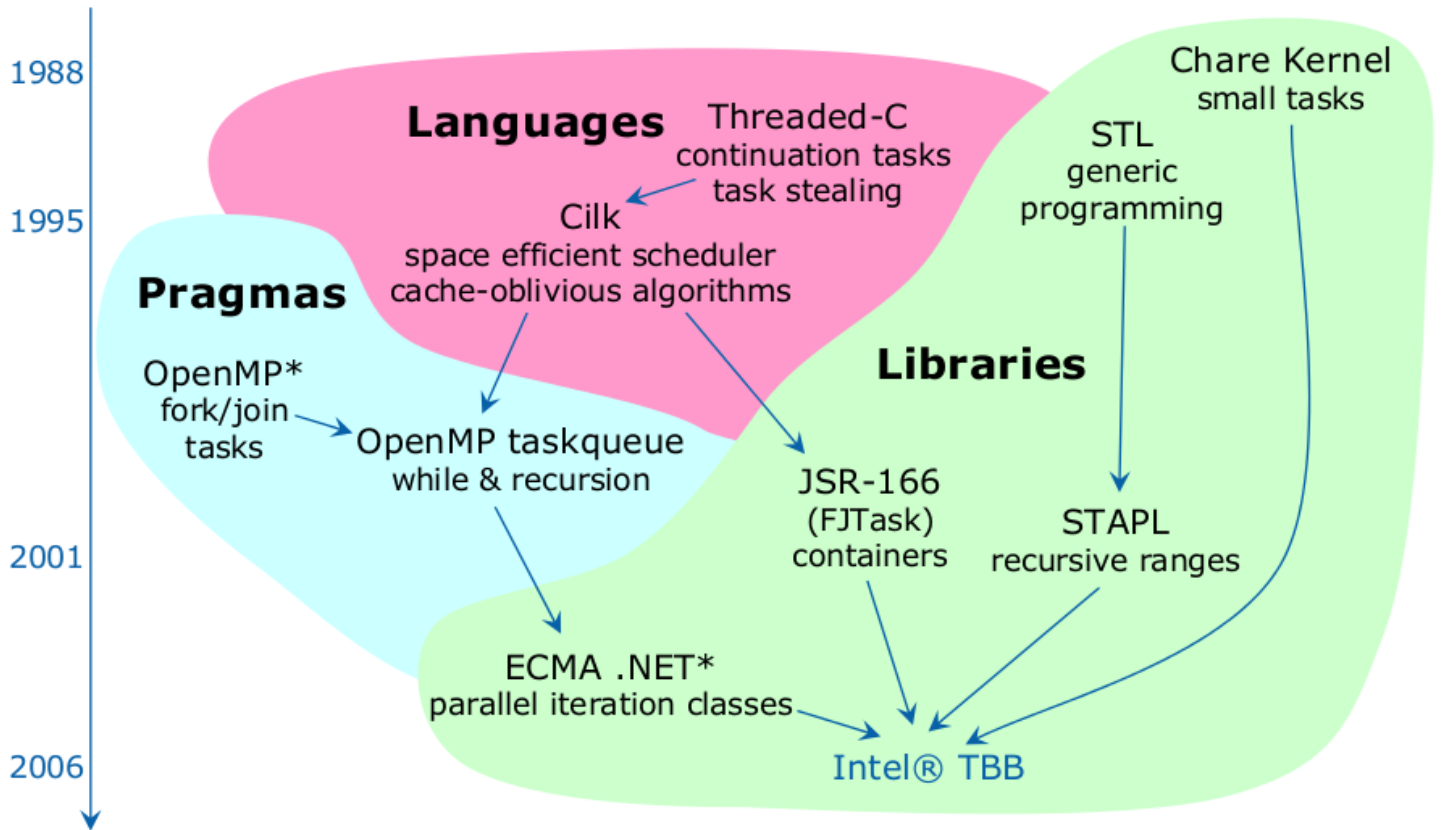 1988
1995
2001
2006
Languages
Threaded-C
continuation tasks
task stealing
Cilk
space efficient scheduler
cache-oblivious algorithms
Pragmas
OpenMP*
fork/join
tasks
OpenMP taskqueue
while & recursion
Libraries
Chare Kernel
small tasks
STL
generic
programming
JSR-166
(FJTask)
containers
STAPL
recursive ranges
ECMA .NET*
parallel iteration classes
Intel® TBB